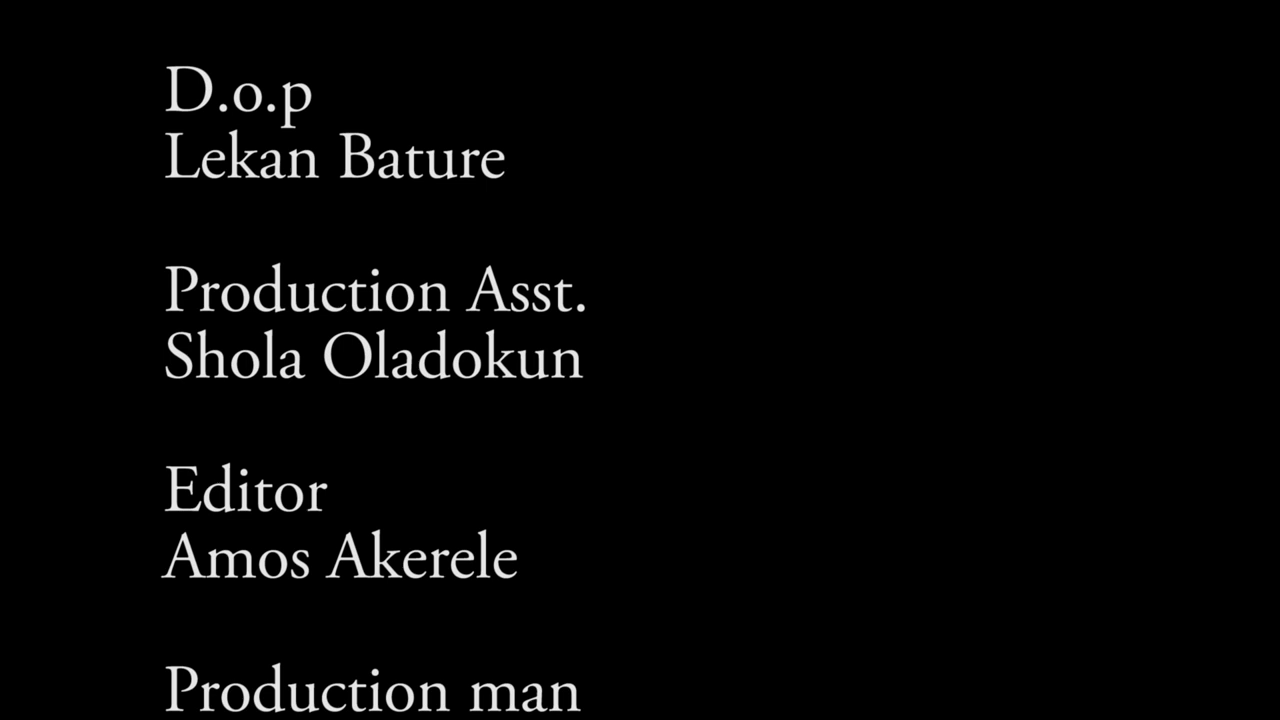 D.o.p
Lekan Bature
Production Asst.
Shola Oladokun
Editor
Amos Akerele
Production man